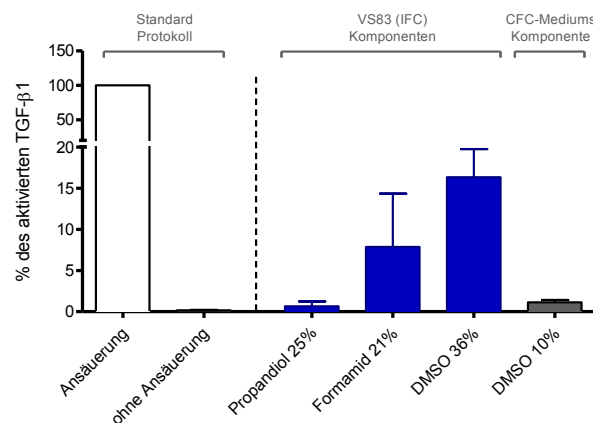 Standard
Protokoll
VS83 (IFC)
Komponenten
CFC-Mediums
Komponente
% des aktivierten TGF-β1
150
100
50
20
15
10
5
0
Ansäuerung
ohne Ansäuerung
Propandiol 25%
Formamid 21%
DMSO 36%
DMSO 10%